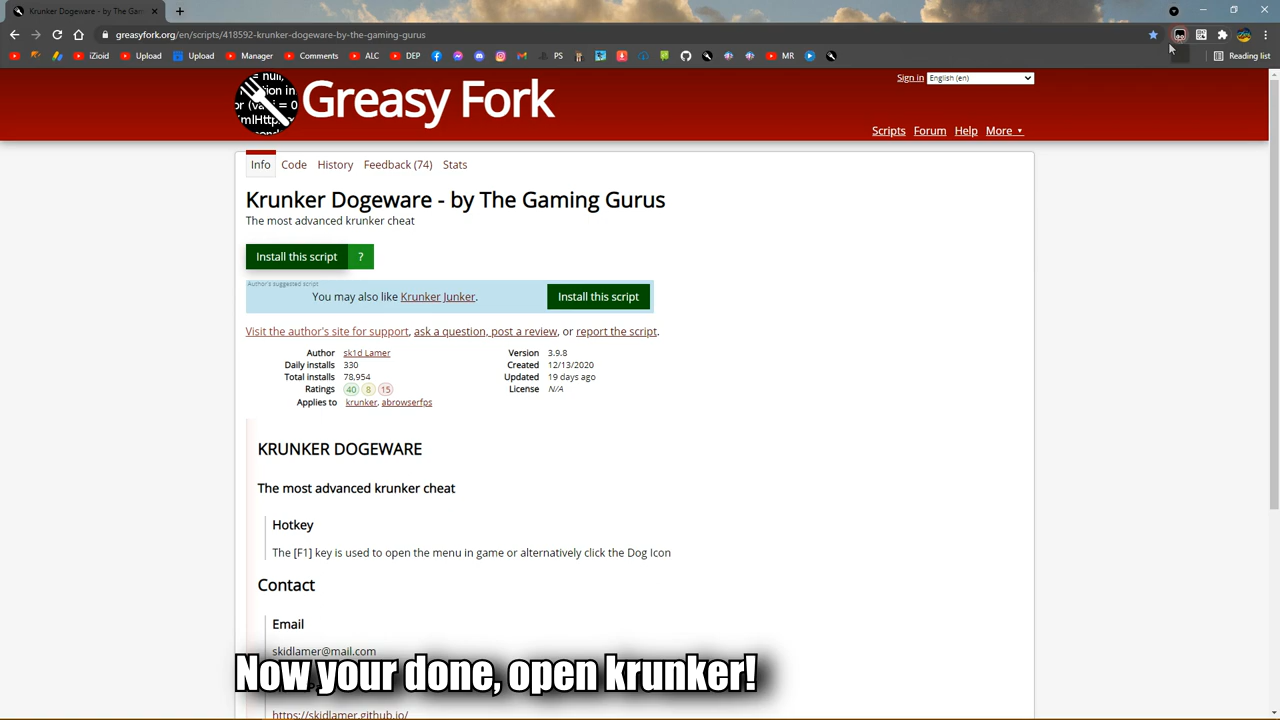 Krunker Dogeware - by The Gam
greasyfork.org/en/scripts/418592-krunker-dogeware-by-the-gaming-gurus
iZioid
Upload
Upload
Manager
Comments
ALC
DEP
PS
MR
Reading list
Greasy Fork
Sign in
English (en)
Scripts
Forum
Help
More ▼
Info
Code
History
Feedback (74)
Stats
Krunker Dogeware - by The Gaming Gurus
The most advanced krunker cheat
Install this script
?
Author's suggested script
You may also like Krunker Junker.
Install this script
Visit the author's site for support, ask a question, post a review, or report the script.
Author sk1d Lamer
Daily installs 330
Total installs 78,954
Ratings 40 8 15
Applies to krunker, abrowserfps
Version 3.9.8
Created 12/13/2020
Updated 19 days ago
License N/A
KRUNKER DOGEWARE
The most advanced krunker cheat
Hotkey
The [F1] key is used to open the menu in game or alternatively click the Dog Icon
Contact
Email
skidlamer@mail.com
Now your done, open krunker!
https://skidlamer.github.io/